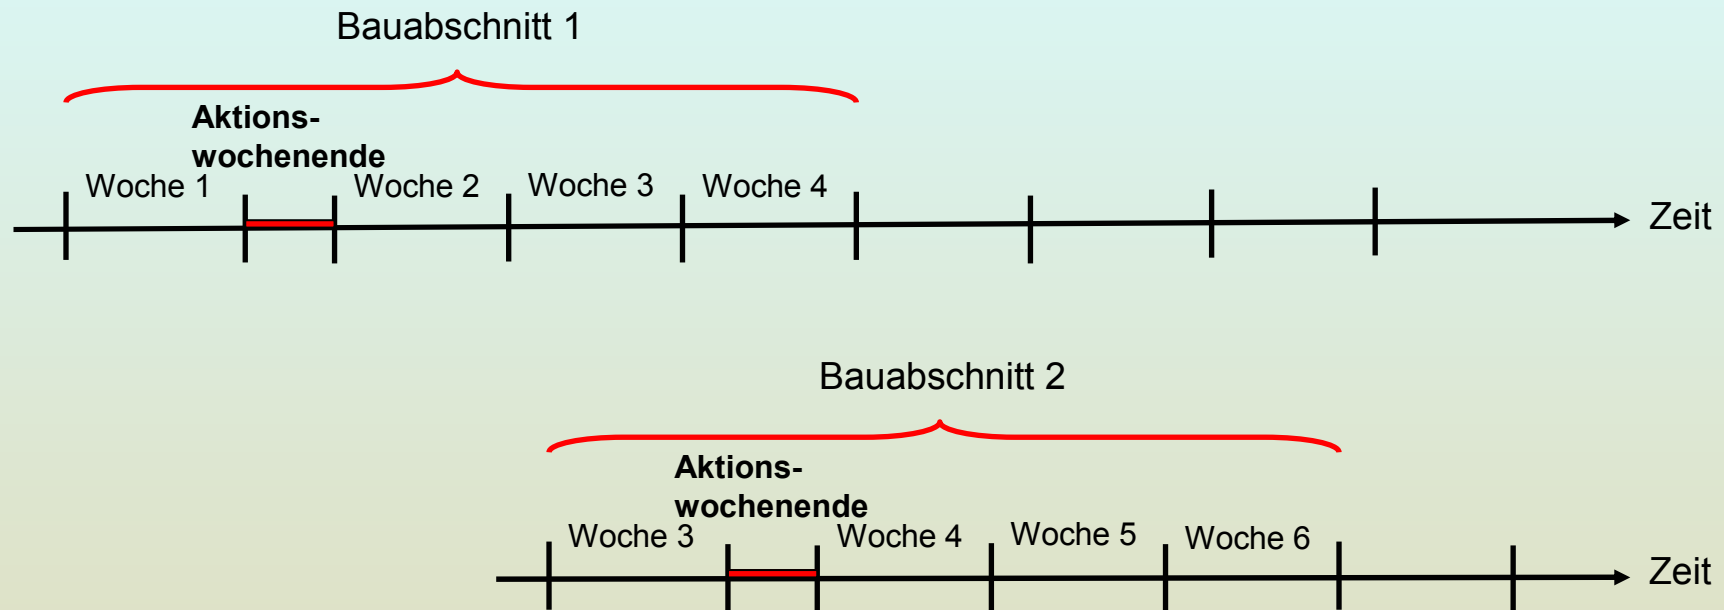 Bauabschnitt 1
Aktions-
wochenende
Woche 1
Woche 2
Woche 3
Woche 4
Zeit
Bauabschnitt 2
Aktions-
wochenende
Woche 3
Woche 4
Woche 5
Woche 6
Zeit